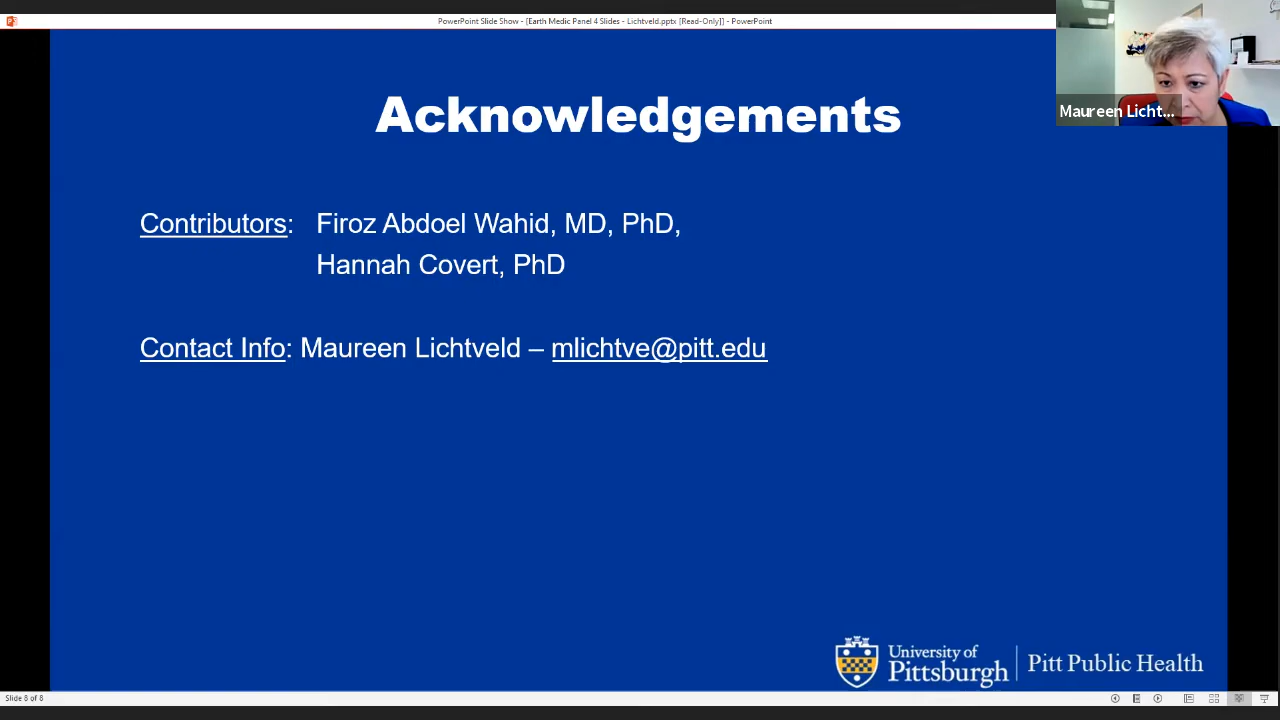 PowerPoint Slide Show - [Earth Medic Panel 4 Slides - Lichtveld.pptx [Read-Only]] - PowerPoint
Maureen Licht...
Acknowledgements
Contributors: Firoz Abdoel Wahid, MD, PhD,
Hannah Covert, PhD
Contact Info: Maureen Lichtveld – mlichtve@pitt.edu
University of
Pittsburgh
Pitt Public Health
Slide 8 of 8